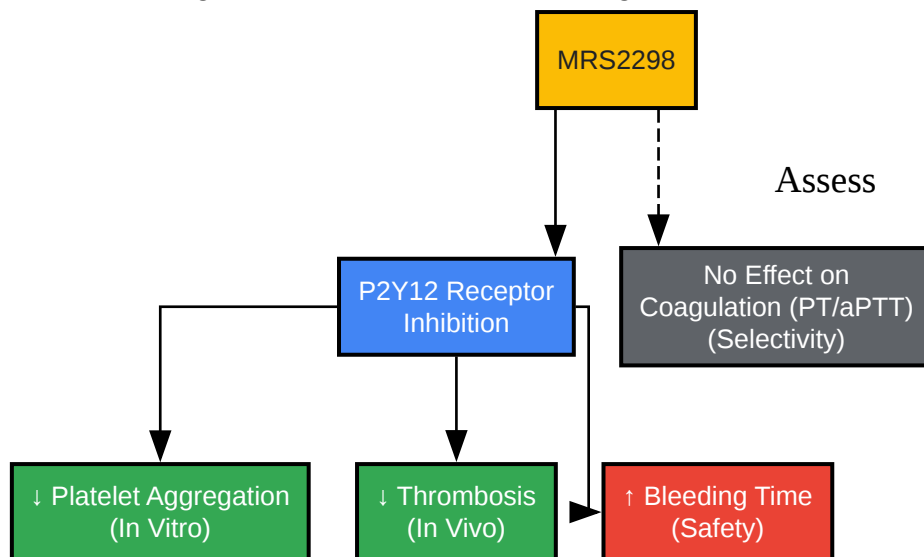 MRS2298
Assess
No Effect on
Coagulation (PT/aPTT)
(Selectivity)
P2Y12 Receptor
Inhibition
↓ Platelet Aggregation
(In Vitro)
↓ Thrombosis
(In Vivo)
↑ Bleeding Time
(Safety)